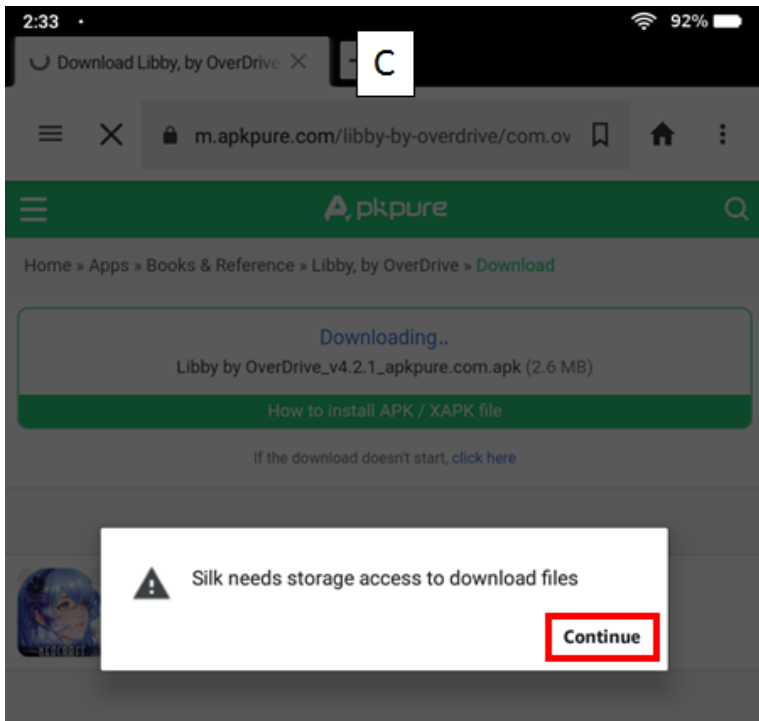 2:33
92%
Download Libby, by OverDrive
C
m.apkpure.com/libby-by-overdrive/com.ov
Apkpure
Home » Apps » Books & Reference » Libby, by OverDrive » Download
Downloading..
Libby by OverDrive_v4.2.1_apkpure.com.apk (2.6 MB)
How to install APK / XAPK file
If the download doesn't start, click here
Silk needs storage access to download files
Continue